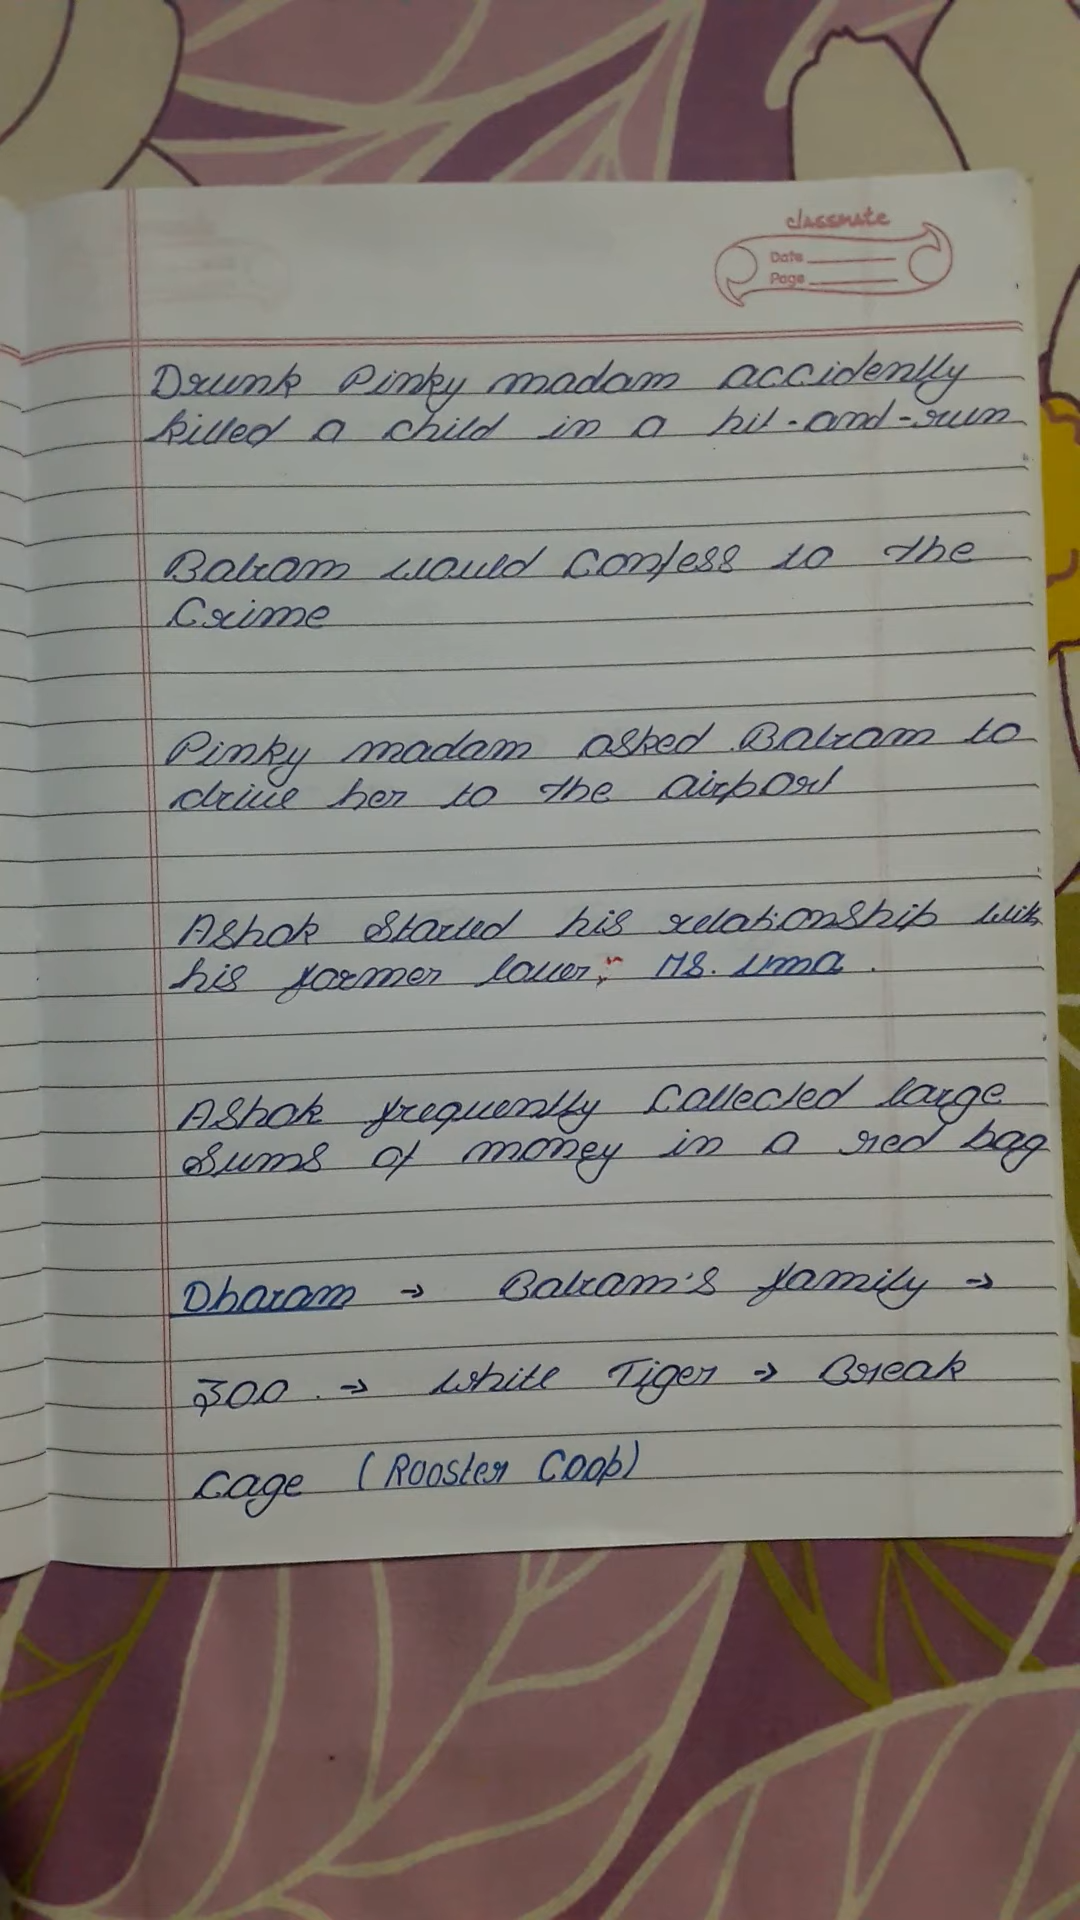 classmate
Date
Page
Drunk Pinky madam accidently
killed a child in a hit-and-run
Balram would Confess to the
Crime
Pinky madam asked Balram to
drive her to the airport
Ashok Started his relationship with
his former lover, Ms. Uma.
Ashok frequently Collected large
Sums of money in a red bag
Dharam → Balram's family →
300. → White Tiger → Break
Cage (Rooster Coop)